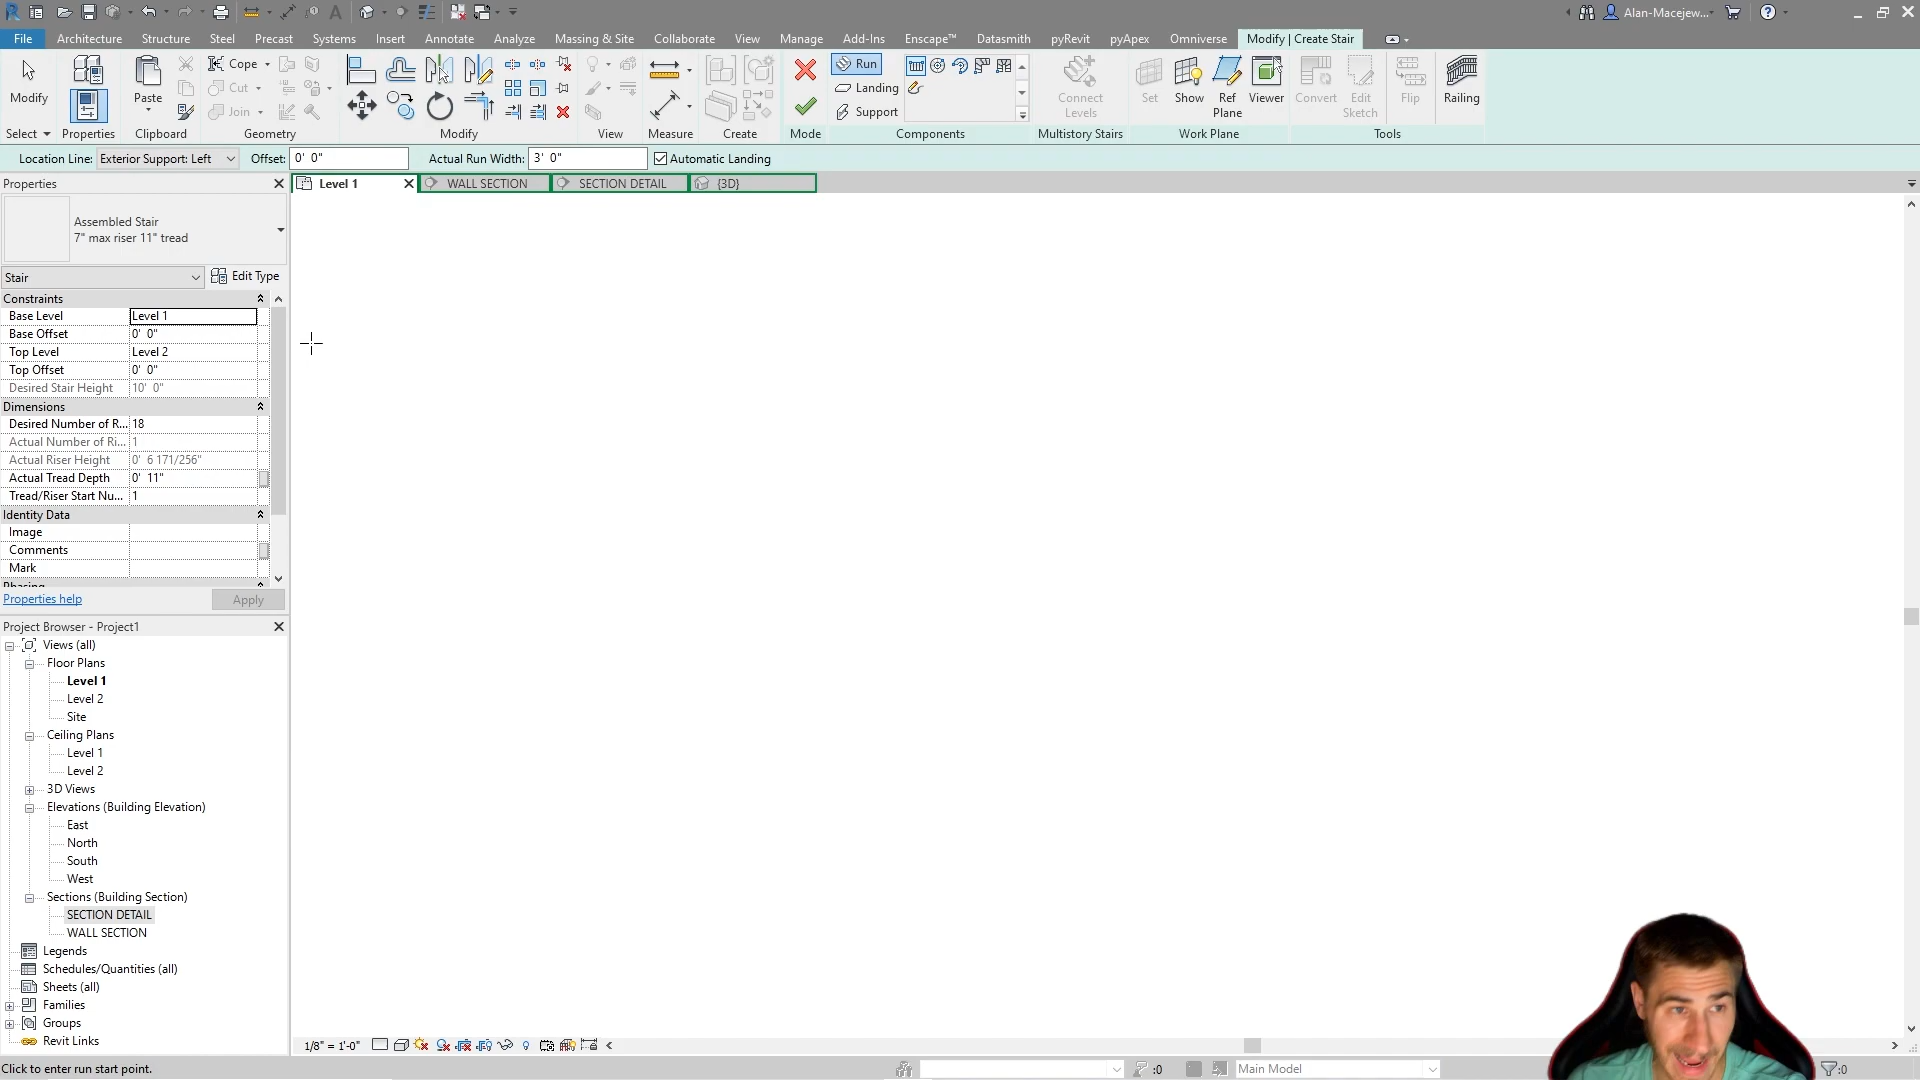 Alan-Macejew...
File Architecture Structure Steel Precast Systems Insert Annotate Analyze Massing & Site Collaborate View Manage Add-Ins Enscape™ Datasmith pyRevit pyApex Omniverse Modify | Create Stair
Modify
Paste
Cope
Cut
Join
Run
Landing
Support
Connect Levels
Set
Show
Ref Plane
Viewer
Convert
Edit Sketch
Flip
Railing
Select Properties Clipboard Geometry Modify View Measure Create Mode Components Multistory Stairs Work Plane Tools
Location Line: Exterior Support: Left Offset: 0' 0" Actual Run Width: 3' 0" Automatic Landing
Properties
Level 1 WALL SECTION SECTION DETAIL {3D}
Assembled Stair
7" max riser 11" tread
Stair Edit Type
Constraints
Base Level Level 1
Base Offset 0' 0"
Top Level Level 2
Top Offset 0' 0"
Desired Stair Height 10' 0"
Dimensions
Desired Number of R... 18
Actual Number of Ri... 1
Actual Riser Height 0' 6 171/256"
Actual Tread Depth 0' 11"
Tread/Riser Start Nu... 1
Identity Data
Image
Comments
Mark
Phasing
Properties help Apply
Project Browser - Project1
Views (all)
Floor Plans
Level 1
Level 2
Site
Ceiling Plans
Level 1
Level 2
3D Views
Elevations (Building Elevation)
East
North
South
West
Sections (Building Section)
SECTION DETAIL
WALL SECTION
Legends
Schedules/Quantities (all)
Sheets (all)
Families
Groups
Revit Links
1/8" = 1'-0"
Click to enter run start point.
:0
Main Model
:0